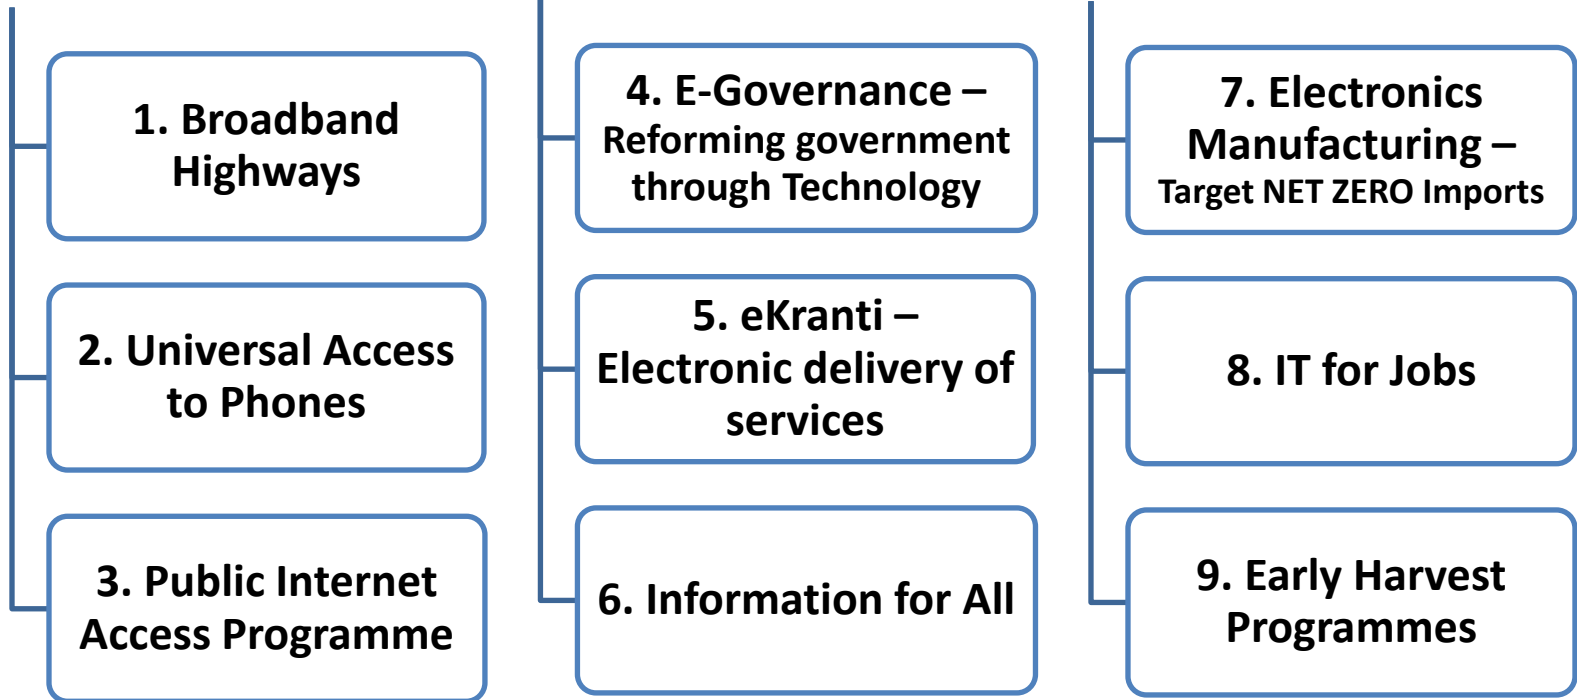 1. Broadband
Highways
2. Universal Access
to Phones
3. Public Internet
Access Programme
4. E-Governance –
Reforming government
through Technology
5. eKranti –
Electronic delivery of
services
6. Information for All
7. Electronics
Manufacturing –
Target NET ZERO Imports
8. IT for Jobs
9. Early Harvest
Programmes